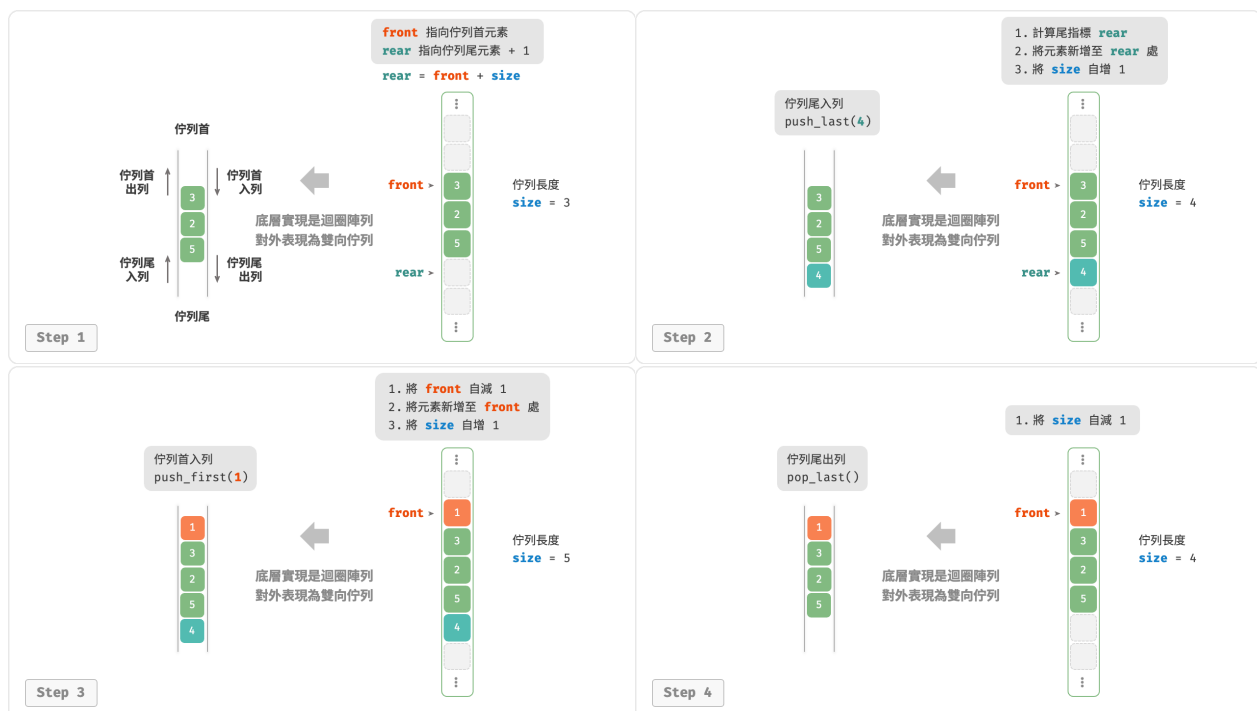 front 指向佇列首元素
rear 指向佇列尾元素 + 1
rear = front + size
佇列首
佇列首
出列
佇列首
入列
3
2
5
佇列尾
入列
佇列尾
出列
佇列尾
底層實現是迴圈陣列
對外表現為雙向佇列
front
rear
3
2
5
佇列長度
size = 3
Step 1
1. 計算尾指標 rear
2. 將元素新增至 rear 處
3. 將 size 自增 1
佇列尾入列
push_last(4)
3
2
5
4
底層實現是迴圈陣列
對外表現為雙向佇列
front
rear
3
2
5
4
佇列長度
size = 4
Step 2
1. 將 front 自減 1
2. 將元素新增至 front 處
3. 將 size 自增 1
佇列首入列
push_first(1)
1
3
2
5
4
底層實現是迴圈陣列
對外表現為雙向佇列
front
1
3
2
5
4
佇列長度
size = 5
Step 3
1. 將 size 自減 1
佇列尾出列
pop_last()
1
3
2
5
底層實現是迴圈陣列
對外表現為雙向佇列
front
1
3
2
5
佇列長度
size = 4
Step 4